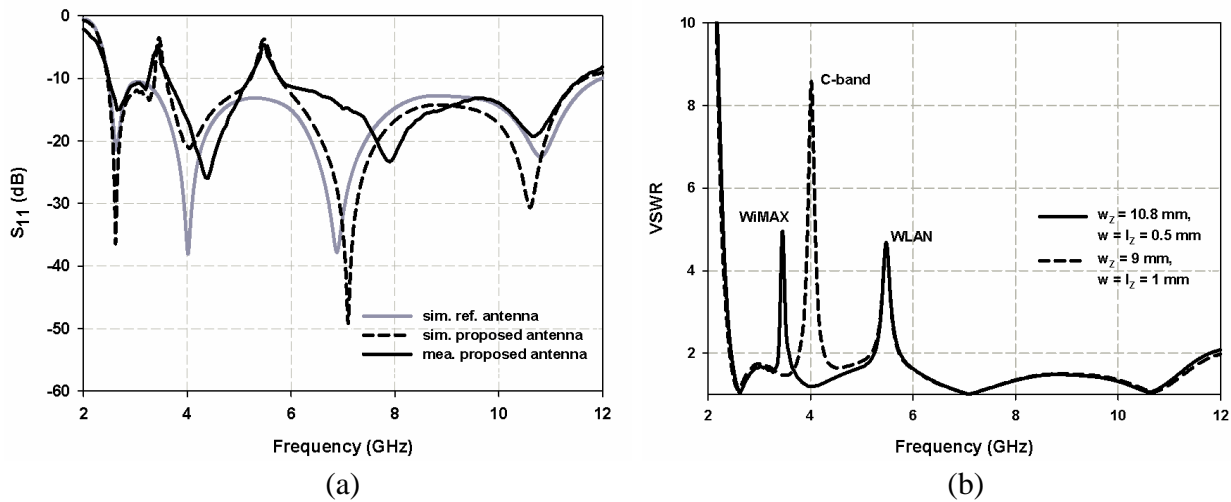 0
-10
-20
-30
-40
-50
-60
S11 (dB)
sim. ref. antenna
sim. proposed antenna
mea. proposed antenna
2 4 6 8 10 12
Frequency (GHz)
(a)
10
8
6
4
2
VSWR
C-band
WiMAX
WLAN
wZ = 10.8 mm,
w = lZ = 0.5 mm
wZ = 9 mm,
w = lZ = 1 mm
2 4 6 8 10 12
Frequency (GHz)
(b)